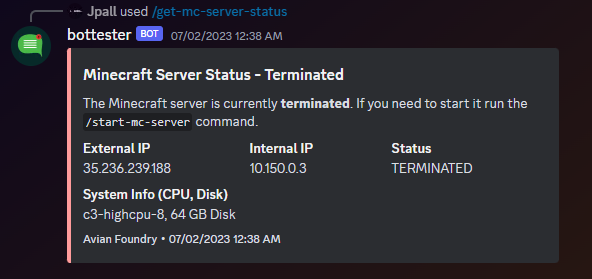 Jpall used /get-mc-server-status
bottester BOT 07/02/2023 12:38 AM
Minecraft Server Status - Terminated
The Minecraft server is currently terminated. If you need to start it run the
/start-mc-server command.
External IP Internal IP Status
35.236.239.188 10.150.0.3 TERMINATED
System Info (CPU, Disk)
c3-highcpu-8, 64 GB Disk
Avian Foundry • 07/02/2023 12:38 AM